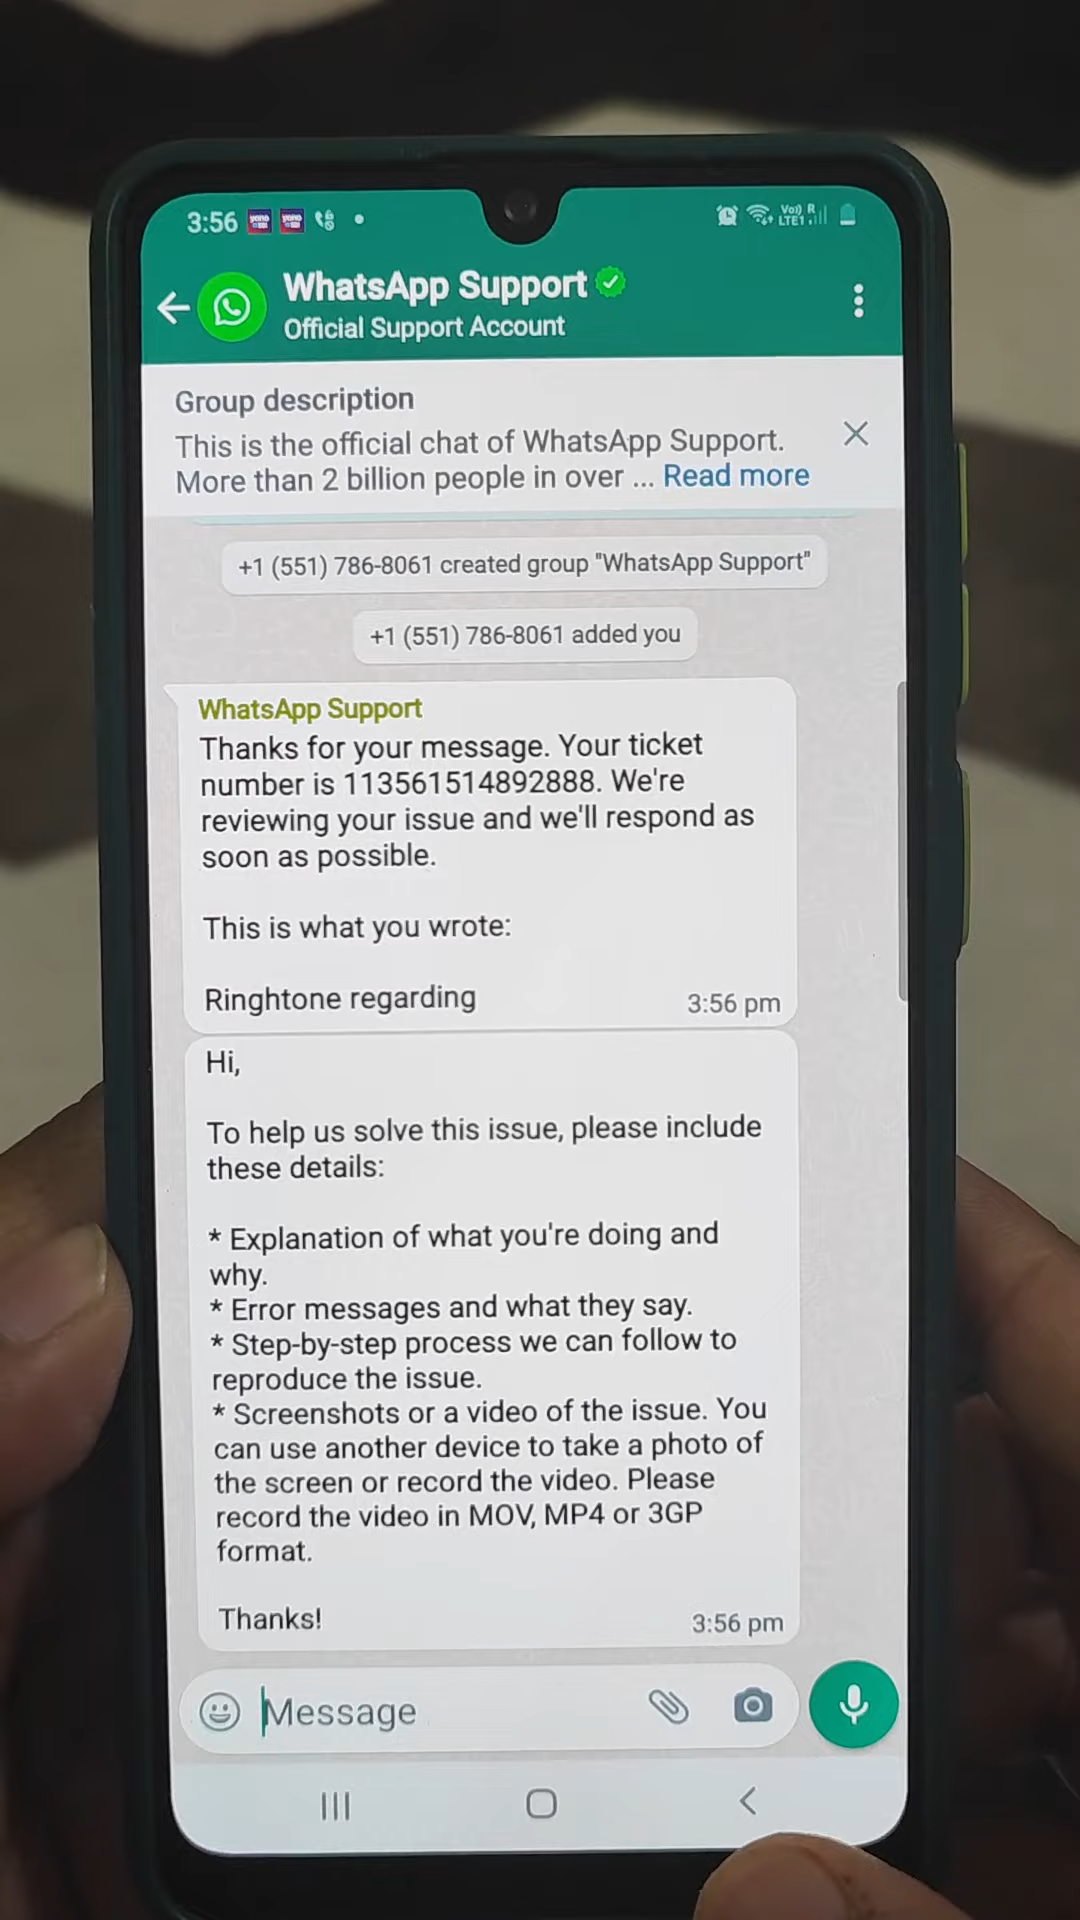 3:56
WhatsApp Support
Official Support Account
Group description
This is the official chat of WhatsApp Support.
More than 2 billion people in over ... Read more
+1 (551) 786-8061 created group "WhatsApp Support"
+1 (551) 786-8061 added you
WhatsApp Support
Thanks for your message. Your ticket
number is 113561514892888. We're
reviewing your issue and we'll respond as
soon as possible.
This is what you wrote:
Ringhtone regarding
3:56 pm
Hi,
To help us solve this issue, please include
these details:
* Explanation of what you're doing and
why.
* Error messages and what they say.
* Step-by-step process we can follow to
reproduce the issue.
* Screenshots or a video of the issue. You
can use another device to take a photo of
the screen or record the video. Please
record the video in MOV, MP4 or 3GP
format.
Thanks!
3:56 pm
Message